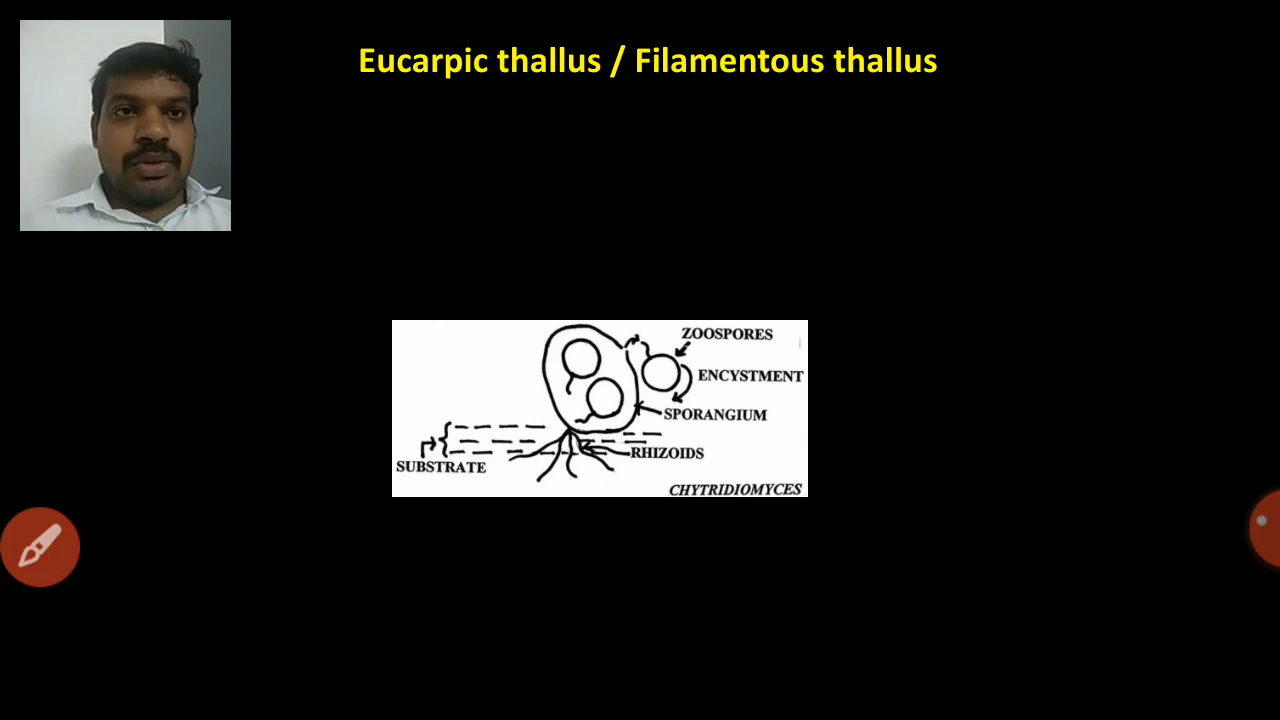 Eucarpic thallus / Filamentous thallus
ZOOSPORES
ENCYSTMENT
SPORANGIUM
RHIZOIDS
SUBSTRATE
CHYTRIDIOMYCES